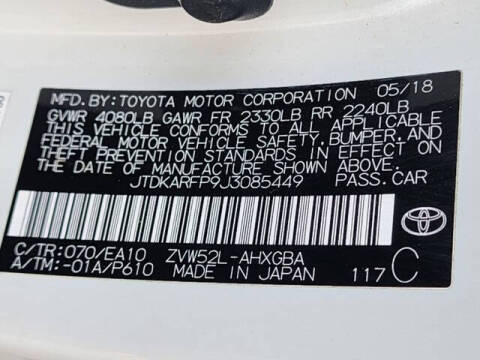 MFD.BY:TOYOTA MOTOR CORPORATION 05/18
GVWR 4080LB GAWR FR 2330LB RR 2240LB
THIS VEHICLE CONFORMS TO ALL APPLICABLE
FEDERAL MOTOR VEHICLE SAFETY,BUMPER,AND
THEFT PREVENTION STANDARDS IN EFFECT ON
THE DATE OF MANUFACTURE SHOWN ABOVE.
JTDKARFP9J3085449 PASS.CAR
C/TR:070/EA10 ZVW52L-AHXGBA
A/TM:-01A/P610 MADE IN JAPAN 117 C